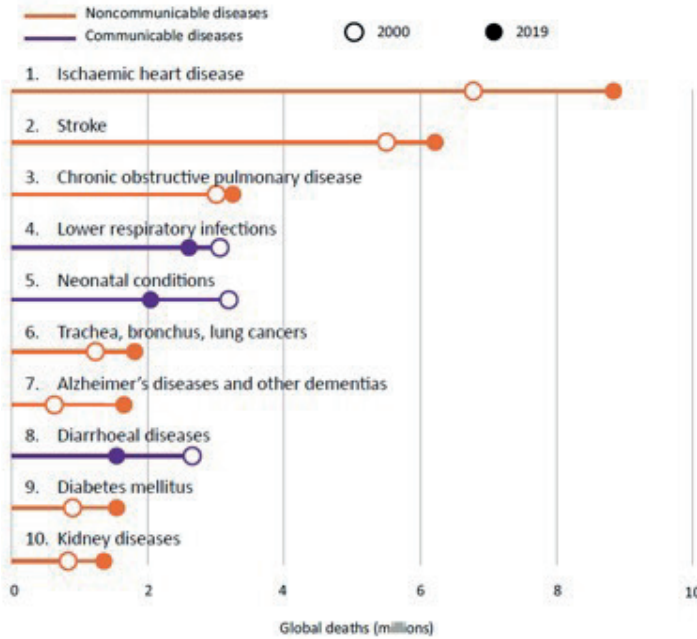 Noncommunicable diseases
Communicable diseases
2000
2019
1. Ischaemic heart disease
2. Stroke
3. Chronic obstructive pulmonary disease
4. Lower respiratory infections
5. Neonatal conditions
6. Trachea, bronchus, lung cancers
7. Alzheimer's diseases and other dementias
8. Diarrhoeal diseases
9. Diabetes mellitus
10. Kidney diseases
0 2 4 6 8 10
Global deaths (millions)